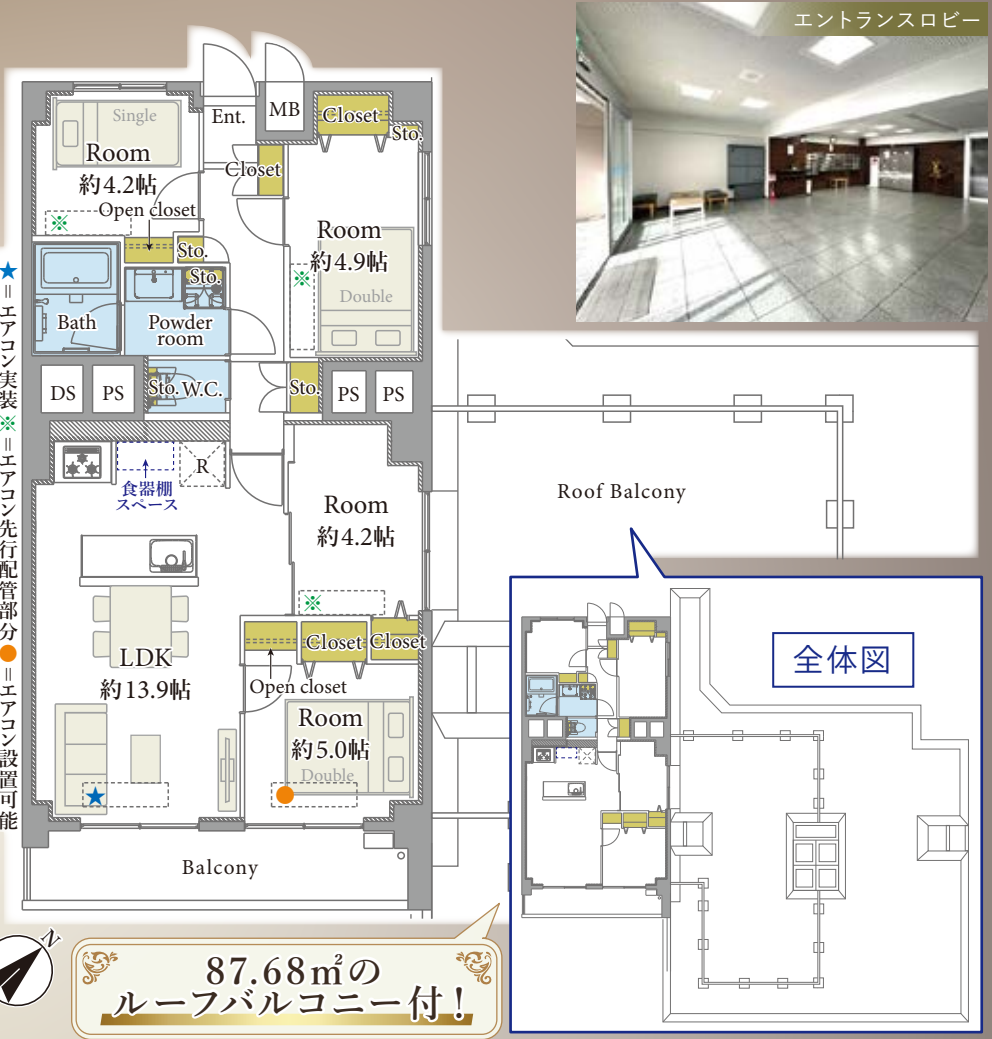 エントランスロビー
Single
Room
約4.2帖
Ent.
MB
Closet
Sto.
Closet
Open closet
Sto.
Sto.
Room
約4.9帖
Double
※
※
Bath
Powder
room
DS
PS
Sto.
W.C.
Sto.
PS
PS
R
食器棚
スペース
Room
約4.2帖
※
Roof Balcony
LDK
約13.9帖
Closet
Closet
Open closet
Room
約5.0帖
Double
Balcony
★=エアコン実装 ※=エアコン先行配管部分 ●=エアコン設置可能
全体図
N
87.68㎡の
ルーフバルコニー付!